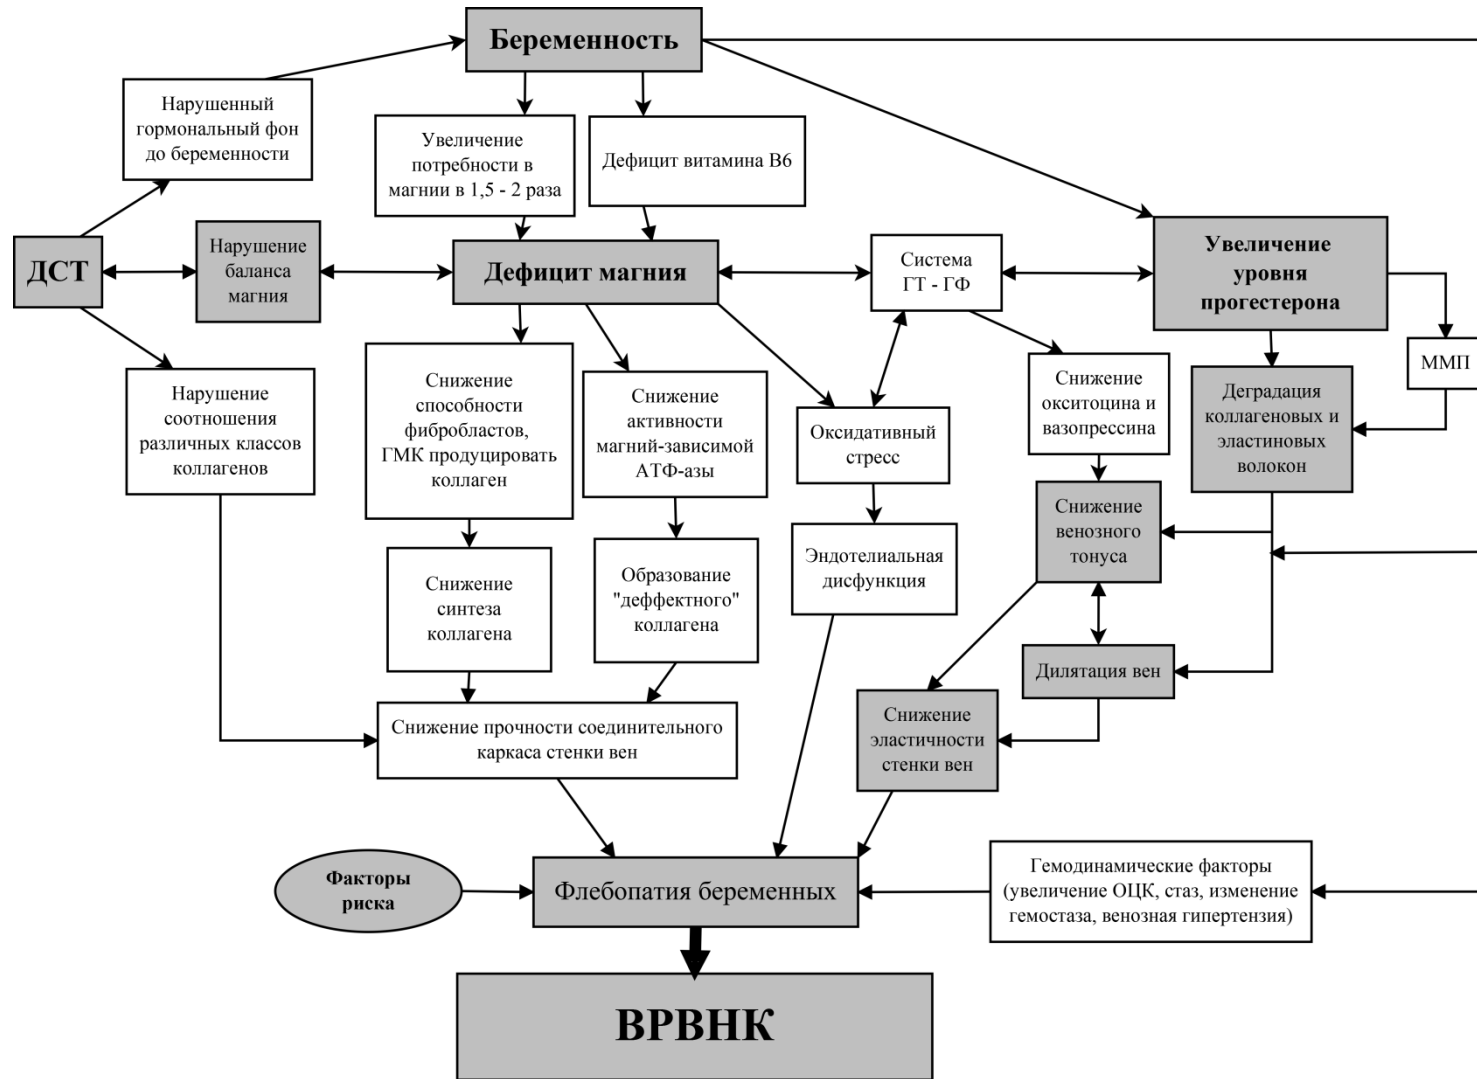 Беременность
Нарушенный
гормональный фон
до беременности
Увеличение
потребности в
магнии в 1,5 - 2 раза
Дефицит витамина В6
ДСТ
Нарушение
баланса
магния
Дефицит магния
Система
ГТ - ГФ
Увеличение
уровня
прогестерона
ММП
Нарушение
соотношения
различных классов
коллагенов
Снижение
способности
фибробластов,
ГМК продуцировать
коллаген
Снижение
активности
магний-зависимой
АТФ-азы
Оксидативный
стресс
Снижение
окситоцина и
вазопрессина
Деградация
коллагеновых и
эластиновых
волокон
Снижение
синтеза
коллагена
Образование
"деффектного"
коллагена
Эндотелиальная
дисфункция
Снижение
венозного
тонуса
Дилятация вен
Снижение прочности соединительного
каркаса стенки вен
Снижение
эластичности
стенки вен
Факторы
риска
Флебопатия беременных
Гемодинамические факторы
(увеличение ОЦК, стаз, изменение
гемостаза, венозная гипертензия)
ВРВНК